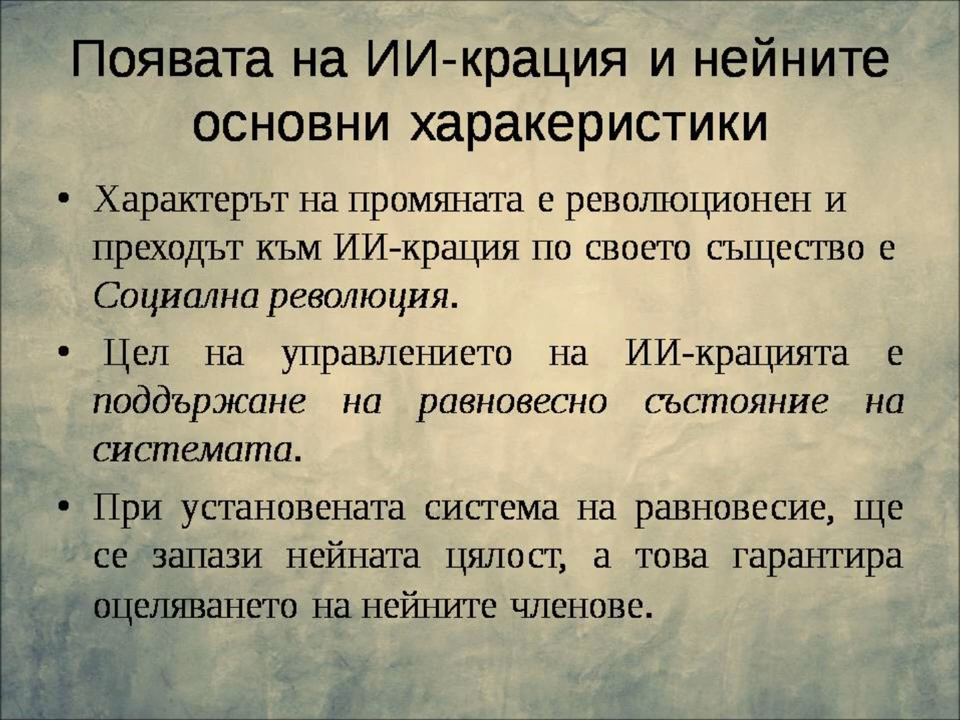 Появата на ИИ-крация и нейните
основни харакеристики
• Характерът на промяната е революционен и
преходът към ИИ-крация по своето същество е
Социална революция.
• Цел на управлението на ИИ-крацията е
поддържане на равновесно състояние на
системата.
• При установената система на равновесие, ще
се запази нейната цялост, а това гарантира
оцеляването на нейните членове.